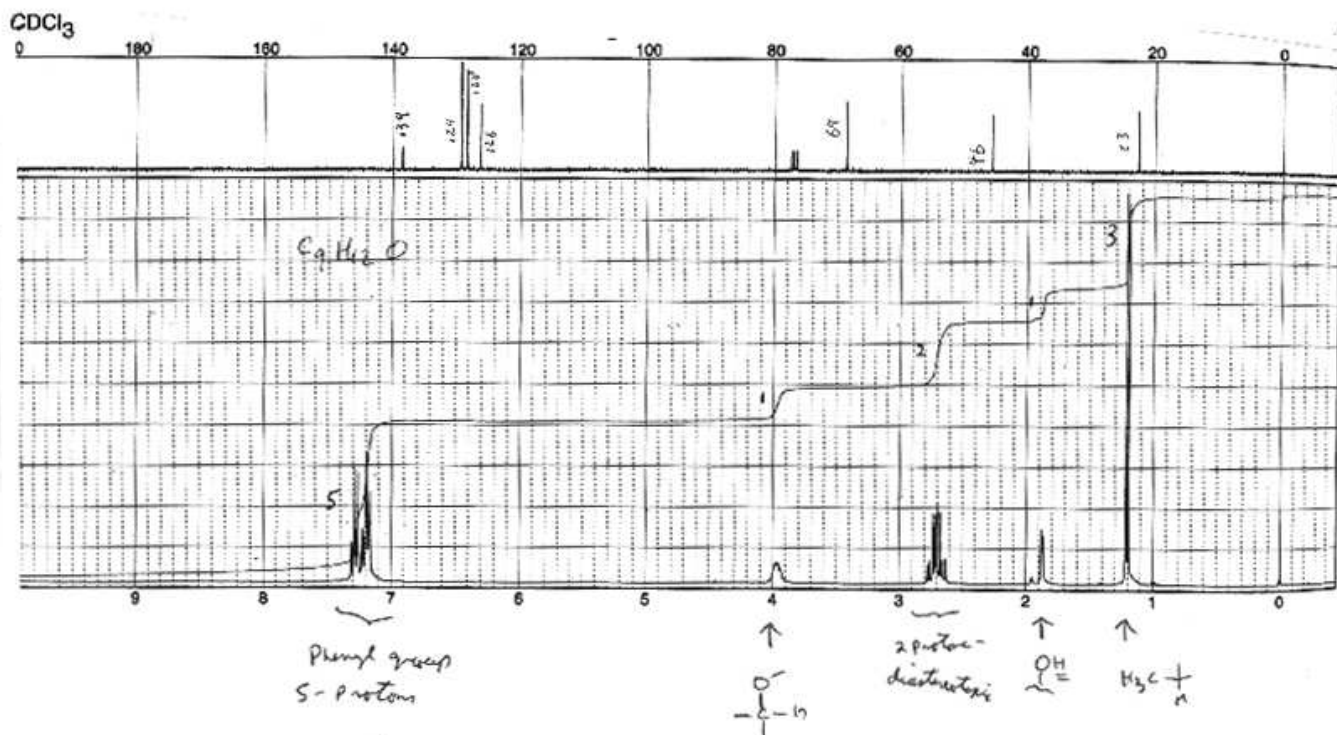 CDCl3
180 160 140 120 100 80 60 40 20 0
139 129 128 126 69 46 23
C9H12O
3
1
2
1
5
9 8 7 6 5 4 3 2 1 0
Phenyl group
5-Protons
O
-C-H
2 protons-
diastereotopic
OH
H3C